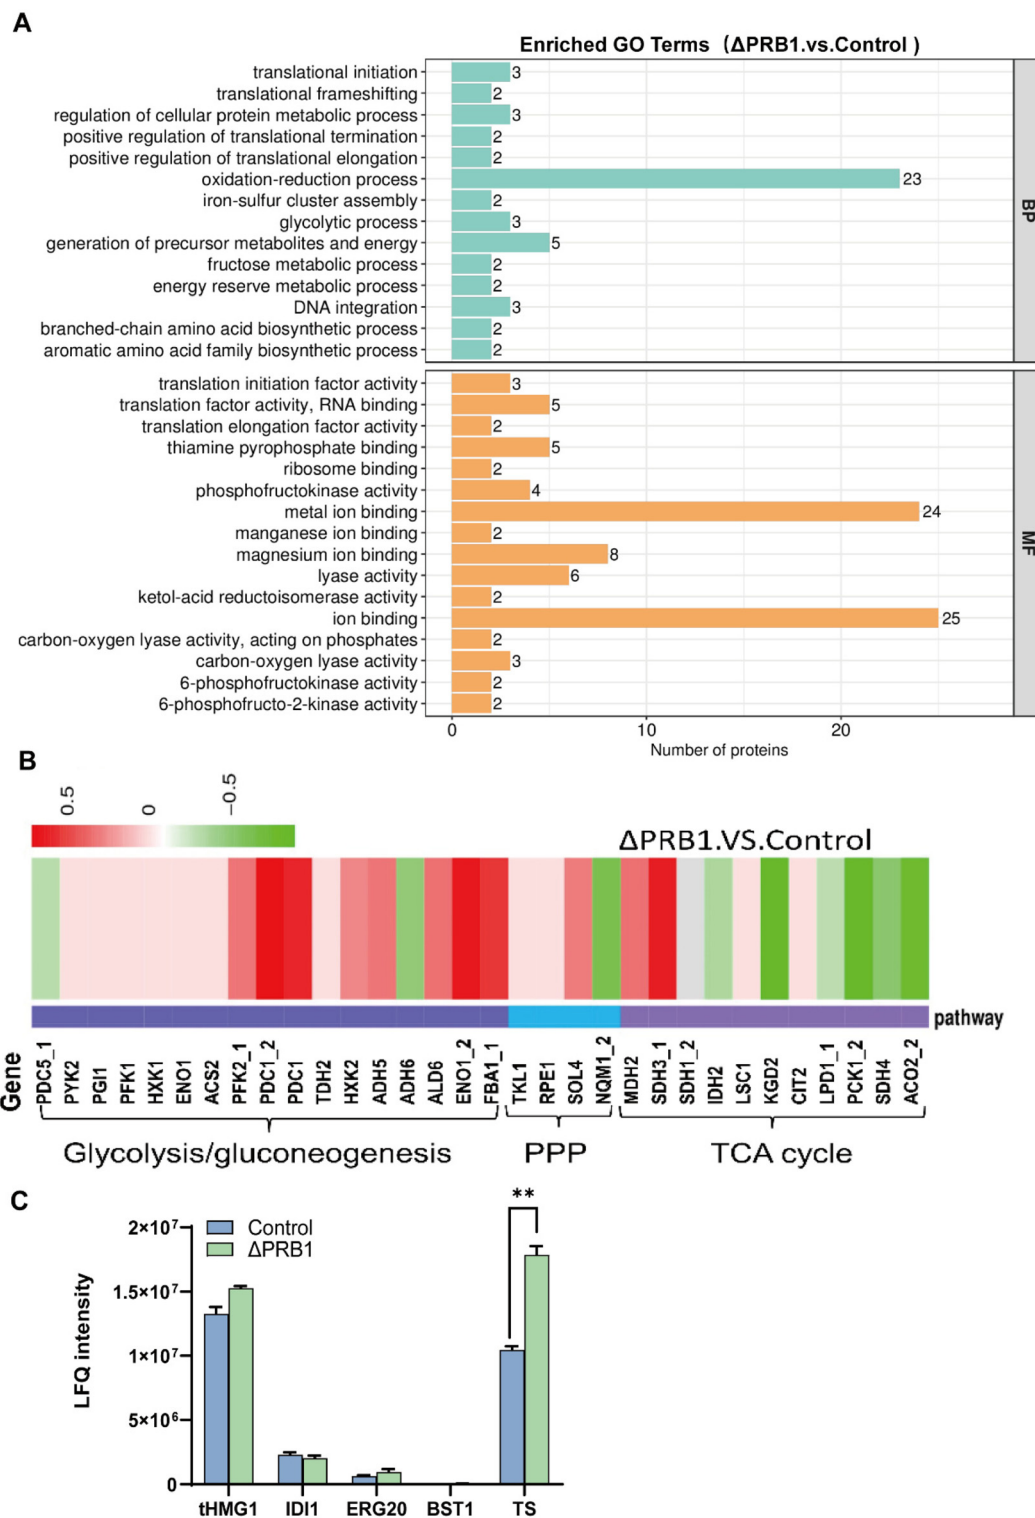 A
Enriched GO Terms（ΔPRB1.vs.Control )
translational initiation 3
translational frameshifting 2
regulation of cellular protein metabolic process 3
positive regulation of translational termination 2
positive regulation of translational elongation 2
oxidation-reduction process 23
iron-sulfur cluster assembly 2
glycolytic process 3
generation of precursor metabolites and energy 5
fructose metabolic process 2
energy reserve metabolic process 2
DNA integration 3
branched-chain amino acid biosynthetic process 2
aromatic amino acid family biosynthetic process 2
BP
translation initiation factor activity 3
translation factor activity, RNA binding 5
translation elongation factor activity 2
thiamine pyrophosphate binding 5
ribosome binding 2
phosphofructokinase activity 4
metal ion binding 24
manganese ion binding 2
magnesium ion binding 8
lyase activity 6
ketol-acid reductoisomerase activity 2
ion binding 25
carbon-oxygen lyase activity, acting on phosphates 2
carbon-oxygen lyase activity 3
6-phosphofructokinase activity 2
6-phosphofructo-2-kinase activity 2
MF
0 10 20
Number of proteins
B
0.5 0 -0.5
ΔPRB1.VS.Control
pathway
Gene
PDC5_1 PYK2 PGI1 PFK1 HXK1 ENO1 ACS2 PFK2_1 PDC1_2 PDC1 TDH2 HXK2 ADH5 ADH6 ALD6 ENO1_2 FBA1_1 TKL1 RPE1 SOL4 NQM1_2 MDH2 SDH3_1 SDH1_2 IDH2 LSC1 KGD2 CIT2 LPD1_1 PCK1_2 SDH4 ACO2_2
Glycolysis/gluconeogenesis PPP TCA cycle
C
**
Control
ΔPRB1
LFQ intensity
2×10⁷
1.5×10⁷
1×10⁷
5×10⁶
0
tHMG1 IDI1 ERG20 BST1 TS